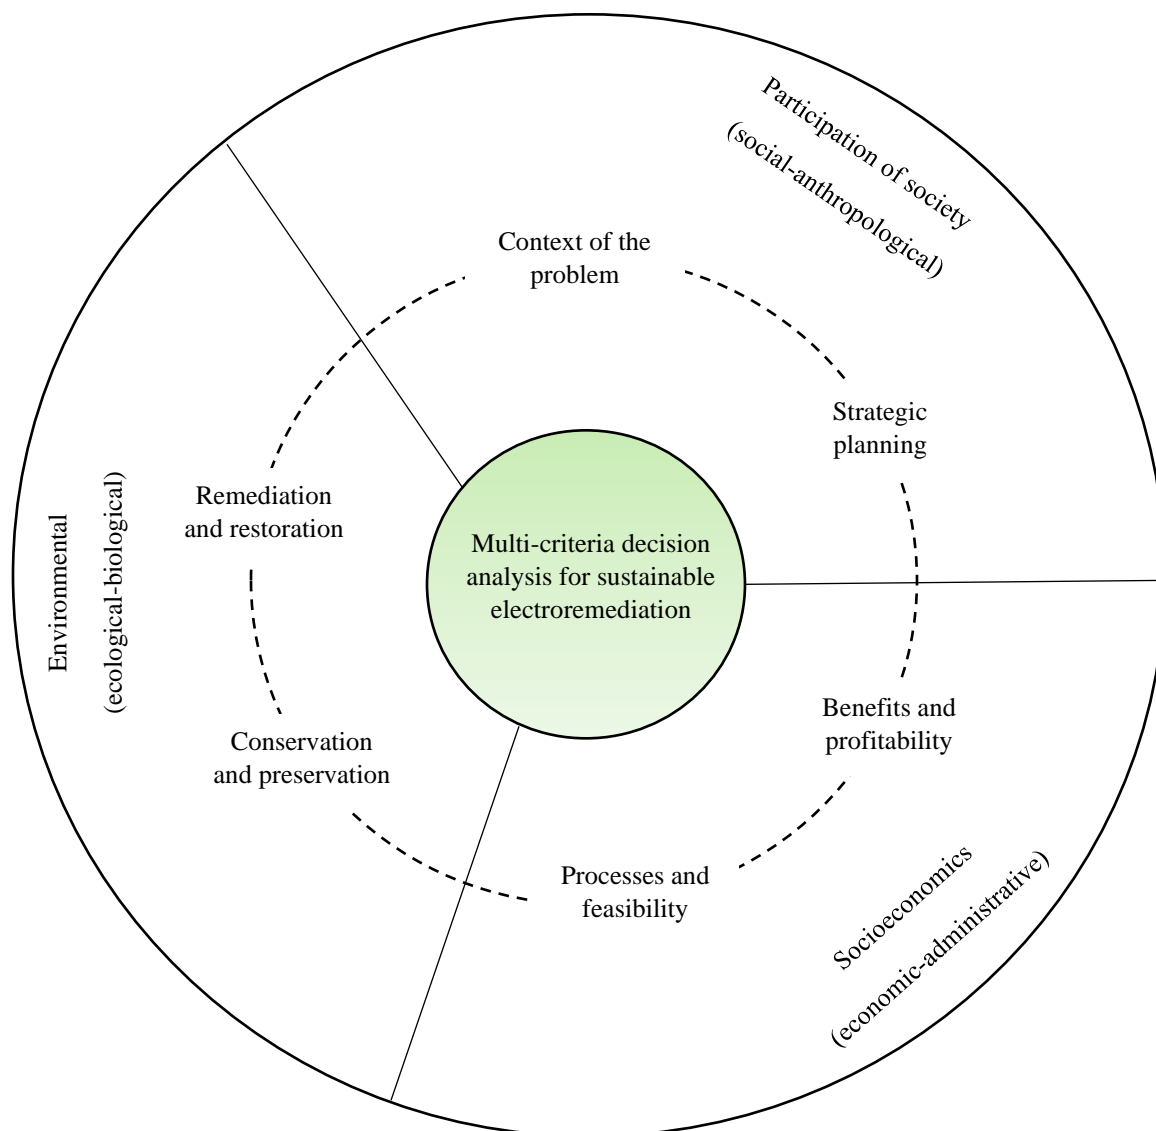 Participation of society
(social-anthropological)
Context of the
problem
Strategic
planning
Remediation
and restoration
Environmental
(ecological-biological)
Multi-criteria decision
analysis for sustainable
electroremediation
Conservation
and preservation
Benefits and
profitability
Processes and
feasibility
Socioeconomics
(economic-administrative)